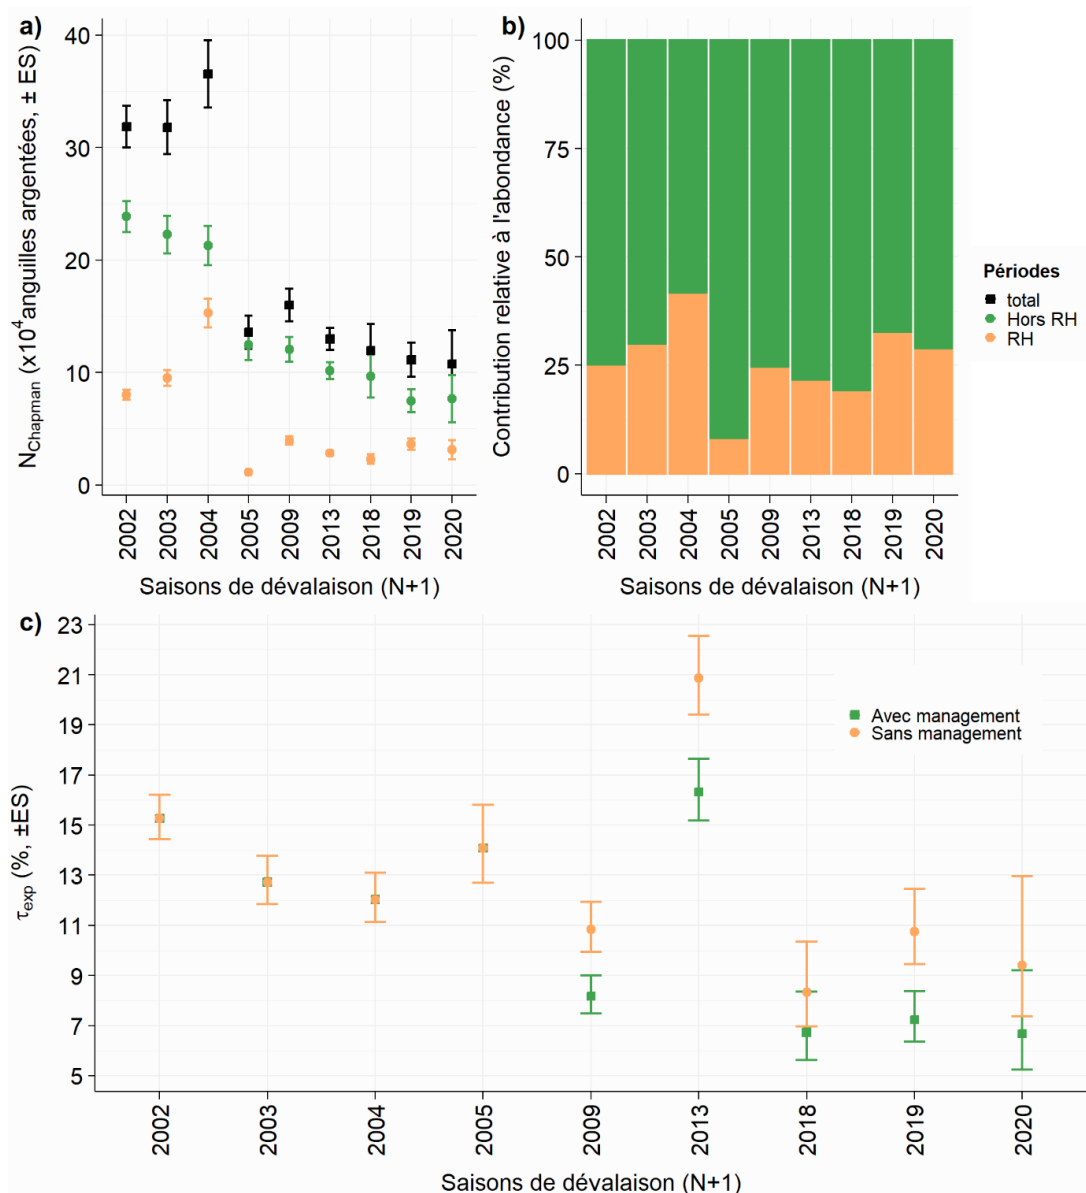 a)
N_Chapman (x10^4 anguilles argentées, ± ES)
40
30
20
10
0
2002 2003 2004 2005 2009 2013 2018 2019 2020
Saisons de dévalaison (N+1)
b)
Contribution relative à l'abondance (%)
100
75
50
25
0
2002 2003 2004 2005 2009 2013 2018 2019 2020
Saisons de dévalaison (N+1)
Périodes
total
Hors RH
RH
c)
τ_exp (%, ±ES)
23
21
19
17
15
13
11
9
7
5
Avec management
Sans management
2002 2003 2004 2005 2009 2013 2018 2019 2020
Saisons de dévalaison (N+1)